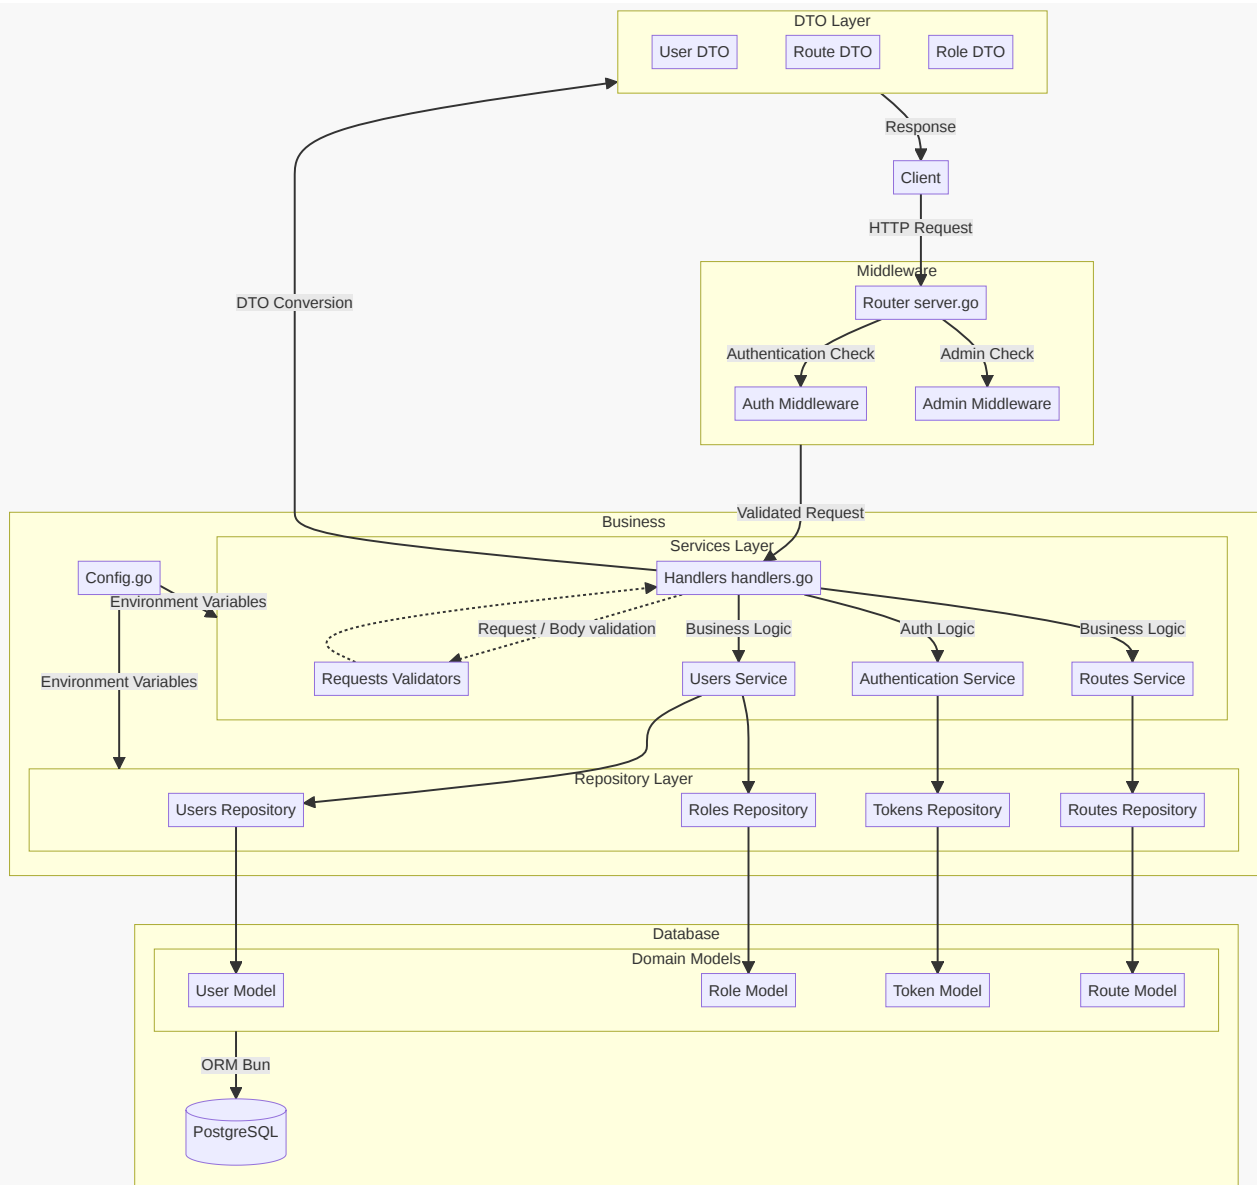 DTO Layer
User DTO
Route DTO
Role DTO
Response
Client
HTTP Request
DTO Conversion
Middleware
Router server.go
Authentication Check
Admin Check
Auth Middleware
Admin Middleware
Validated Request
Business
Services Layer
Config.go
Handlers handlers.go
Environment Variables
Request / Body validation
Business Logic
Auth Logic
Business Logic
Environment Variables
Requests Validators
Users Service
Authentication Service
Routes Service
Repository Layer
Users Repository
Roles Repository
Tokens Repository
Routes Repository
Database
Domain Models
User Model
Role Model
Token Model
Route Model
ORM Bun
PostgreSQL